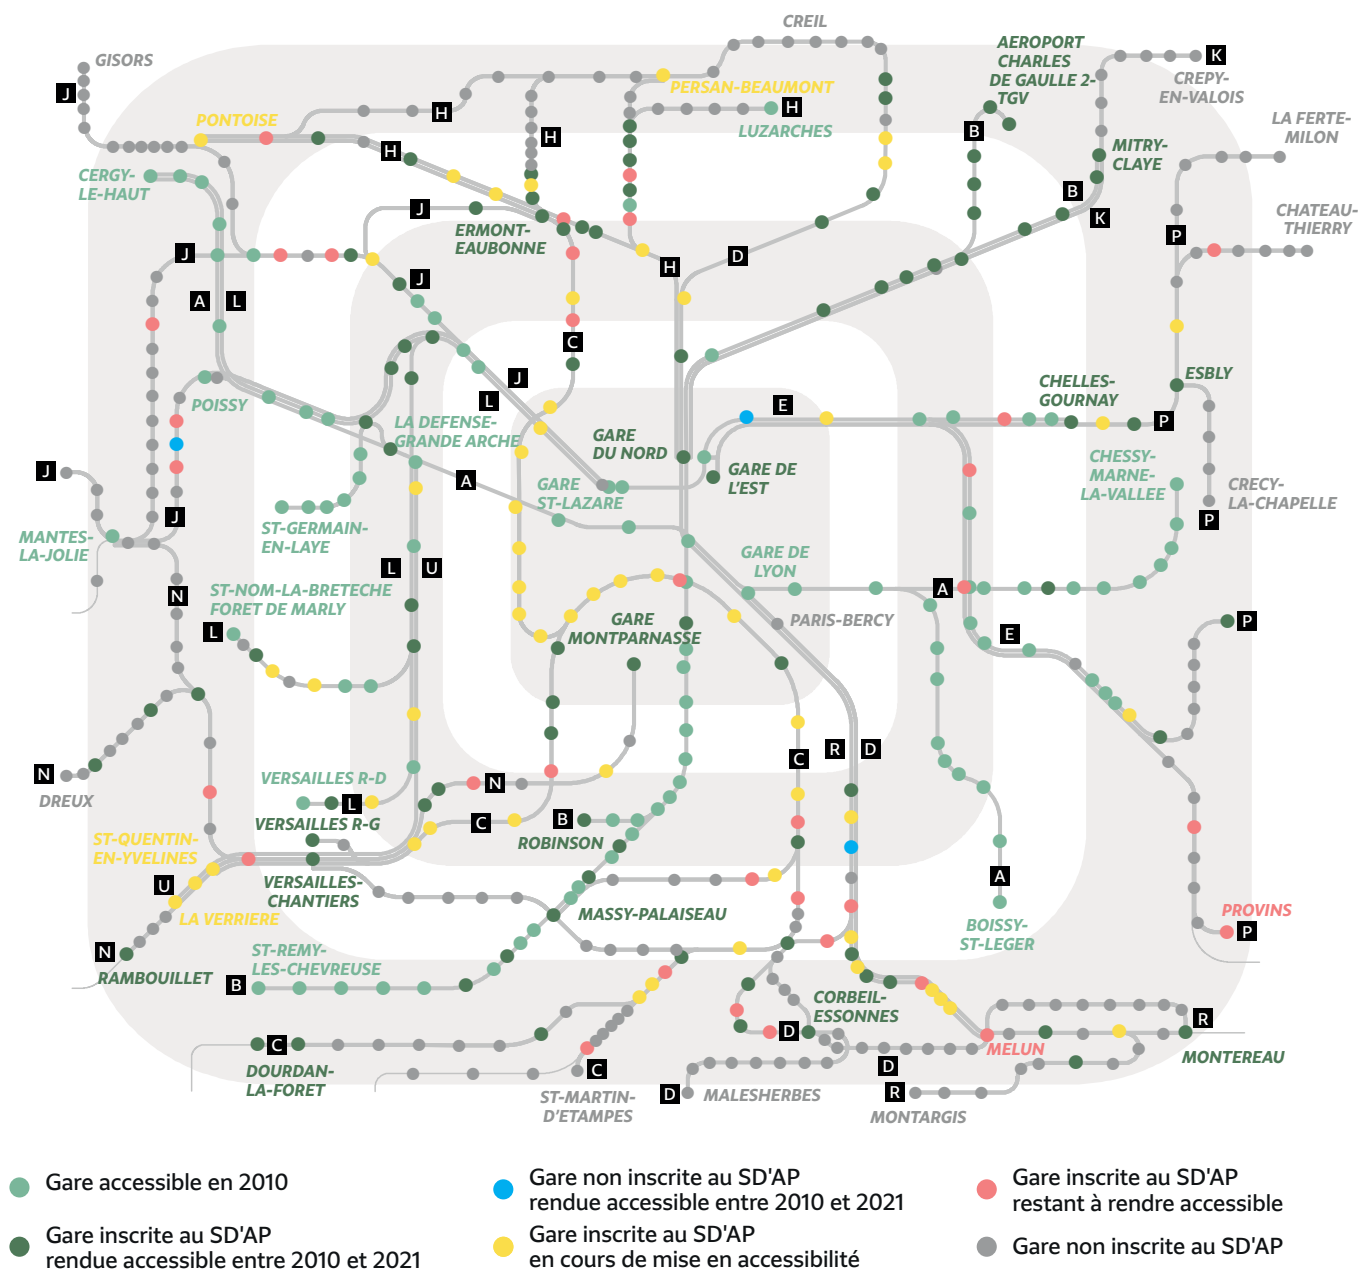 CREIL
GISORS
J
AEROPORT
CHARLES
DE GAULLE 2-
TGV
K
CREPY-
EN-VALOIS
PERSAN-BEAUMONT
H
H
LUZARCHES
PONTOISE
H
H
B
LA FERTE-
MILON
MITRY-
CLAYE
CERGY-
LE-HAUT
B
K
CHATEAU-
THIERRY
J
ERMONT-
EAUBONNE
P
J
H
D
J
A
L
C
J
L
ESBLY
CHELLES-
GOURNAY
POISSY
E
P
LA DEFENSE-
GRANDE ARCHE
GARE
DU NORD
GARE DE
L'EST
CHESSY-
MARNE-
LA-VALLEE
J
A
GARE
ST-LAZARE
CRECY-
LA-CHAPELLE
P
J
ST-GERMAIN-
EN-LAYE
MANTES-
LA-JOLIE
GARE DE
LYON
L
U
N
ST-NOM-LA-BRETECHE
FORET DE MARLY
A
L
GARE
MONTPARNASSE
PARIS-BERCY
E
P
C
R
D
N
DREUX
VERSAILLES R-D
L
N
VERSAILLES R-G
C
B
ROBINSON
ST-QUENTIN-
EN-YVELINES
VERSAILLES-
CHANTIERS
U
LA VERRIERE
A
MASSY-PALAISEAU
BOISSY-
ST-LEGER
PROVINS
P
N
RAMBOUILLET
ST-REMY-
LES-CHEVREUSE
B
CORBEIL-
ESSONNES
D
R
C
DOURDAN-
LA-FORET
MELUN
MONTEREAU
C
D
ST-MARTIN-
D'ETAMPES
D
MALESHERBES
R
MONTARGIS
Gare accessible en 2010
Gare inscrite au SD'AP
rendue accessible entre 2010 et 2021
Gare non inscrite au SD'AP
rendue accessible entre 2010 et 2021
Gare inscrite au SD'AP
en cours de mise en accessibilité
Gare inscrite au SD'AP
restant à rendre accessible
Gare non inscrite au SD'AP